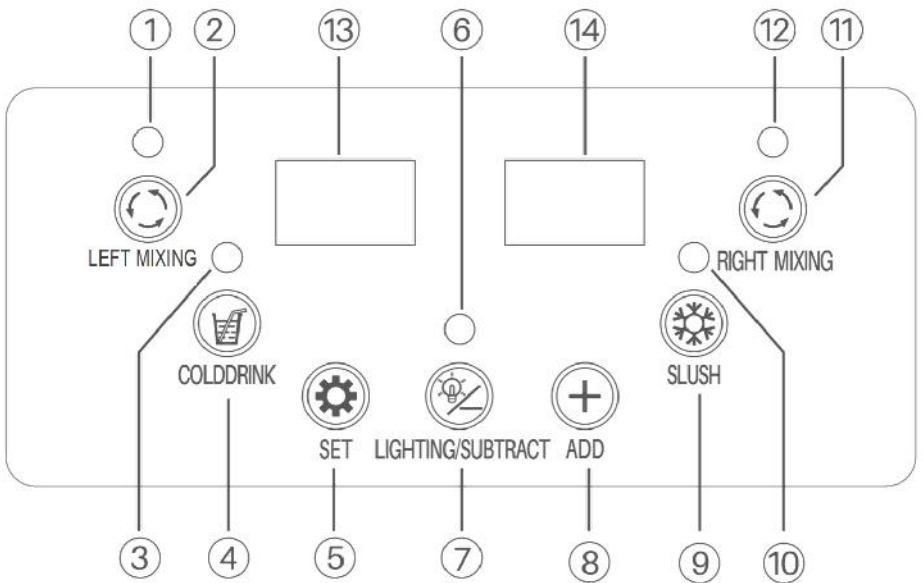 ① ② ⑬ ⑥ ⑭ ⑫ ⑪
LEFT MIXING RIGHT MIXING
COLDDRINK SLUSH
SET LIGHTING/SUBTRACT ADD
③ ④ ⑤ ⑦ ⑧ ⑨ ⑩